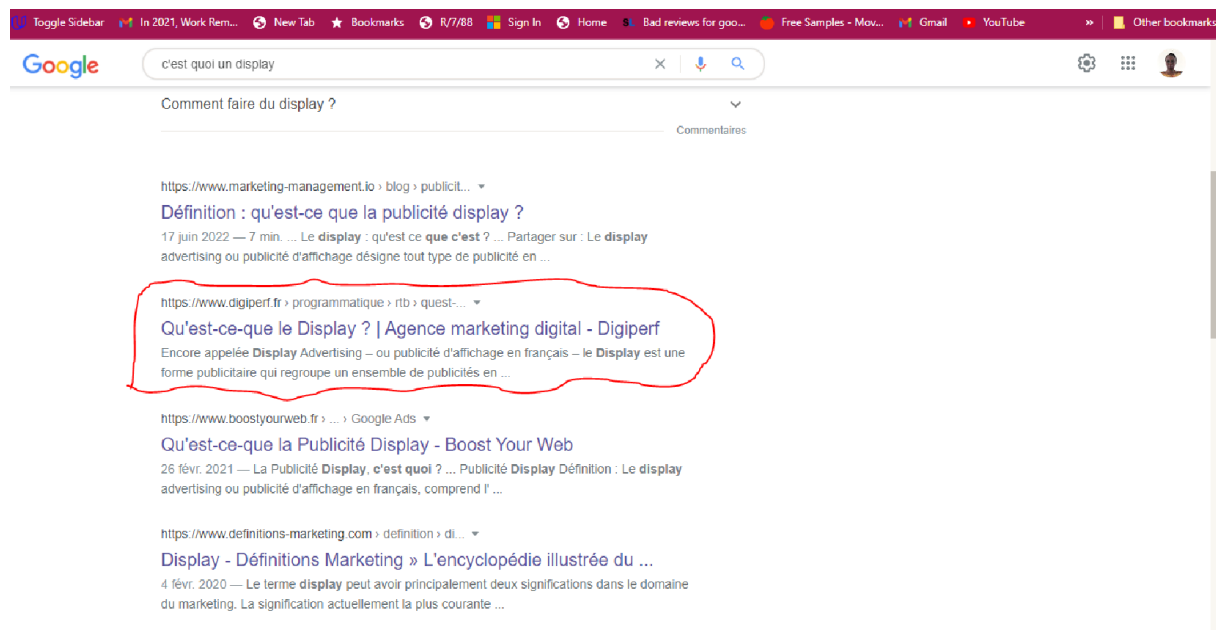 Toggle Sidebar In 2021, Work Rem... New Tab Bookmarks R/7/88 Sign In Home Bad reviews for goo... Free Samples - Mov... Gmail YouTube » Other bookmarks
Google c'est quoi un display
Comment faire du display ?
Commentaires
https://www.marketing-management.io › blog › publicit...
Définition : qu'est-ce que la publicité display ?
17 juin 2022 — 7 min. ... Le display : qu'est ce que c'est ? ... Partager sur : Le display
advertising ou publicité d'affichage désigne tout type de publicité en ...
https://www.digiperf.fr › programmatique › rtb › quest-...
Qu'est-ce-que le Display ? | Agence marketing digital - Digiperf
Encore appelée Display Advertising – ou publicité d'affichage en français – le Display est une
forme publicitaire qui regroupe un ensemble de publicités en ...
https://www.boostyourweb.fr › ... › Google Ads
Qu'est-ce-que la Publicité Display - Boost Your Web
26 févr. 2021 — La Publicité Display, c'est quoi ? ... Publicité Display Définition : Le display
advertising ou publicité d'affichage en français, comprend l' ...
https://www.definitions-marketing.com › definition › di...
Display - Définitions Marketing » L'encyclopédie illustrée du ...
4 févr. 2020 — Le terme display peut avoir principalement deux significations dans le domaine
du marketing. La signification actuellement la plus courante ...